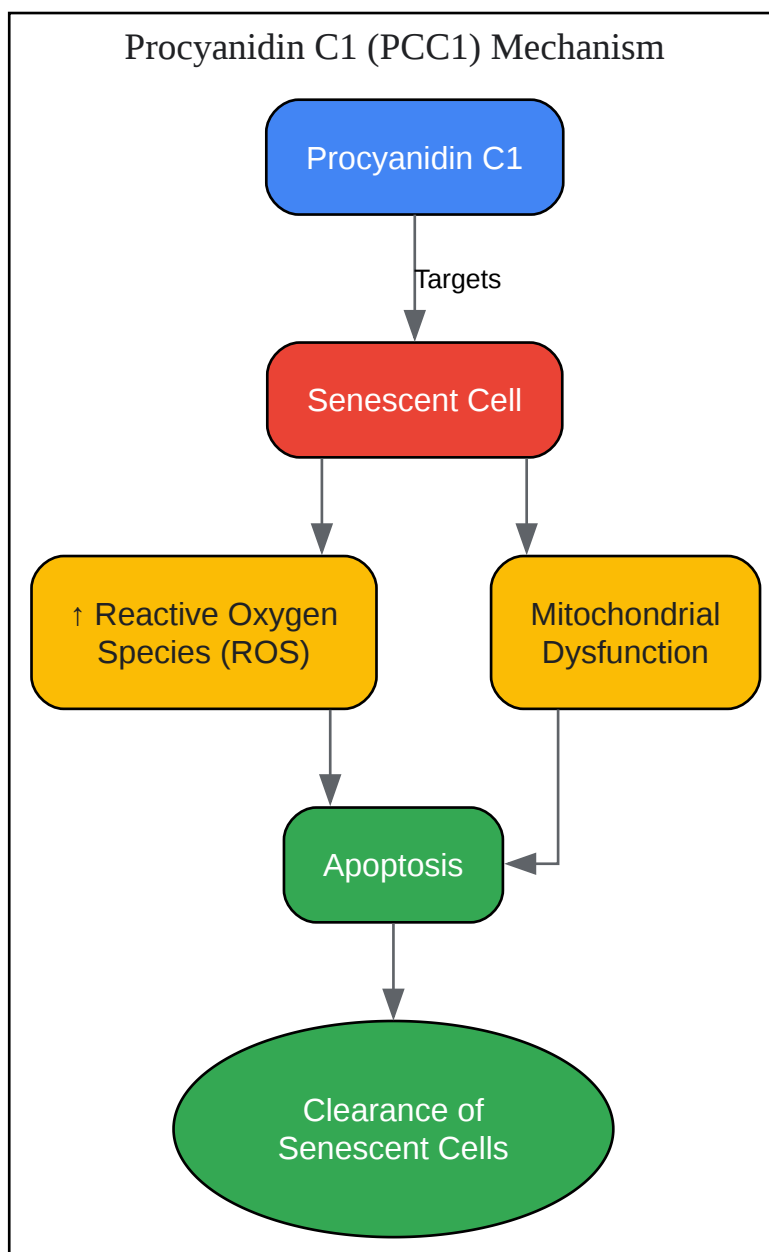 Procyanidin C1 (PCC1) Mechanism
Procyanidin C1
Targets
Senescent Cell
↑ Reactive Oxygen
Species (ROS)
Mitochondrial
Dysfunction
Apoptosis
Clearance of
Senescent Cells